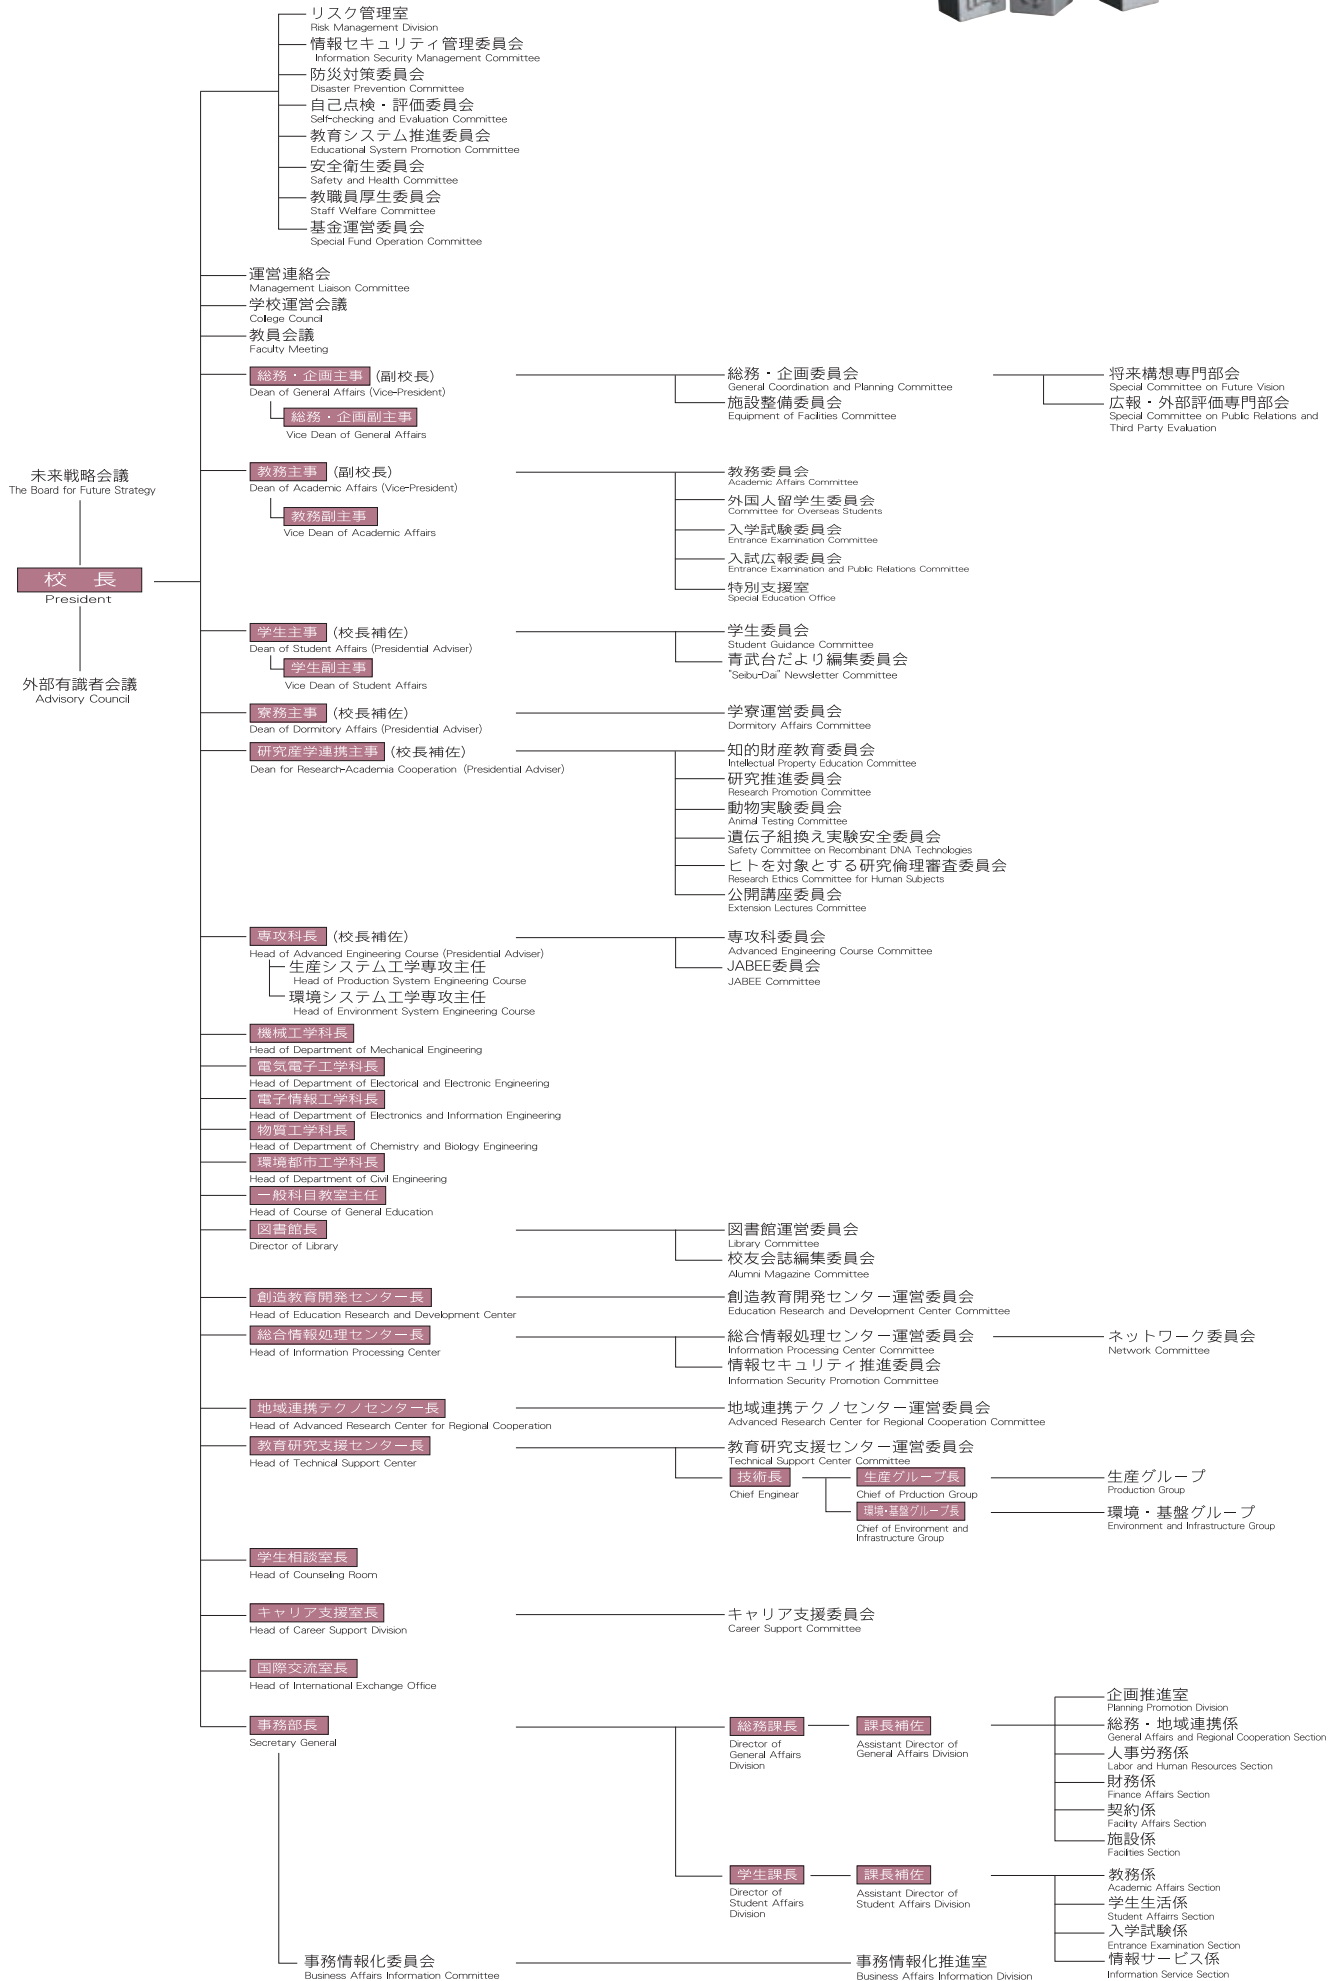 リスク管理室
Risk Management Division
情報セキュリティ管理委員会
Information Security Management Committee
防災対策委員会
Disaster Prevention Committee
自己点検・評価委員会
Self-checking and Evaluation Committee
教育システム推進委員会
Educational System Promotion Committee
安全衛生委員会
Safety and Health Committee
教職員厚生委員会
Staff Welfare Committee
基金運営委員会
Special Fund Operation Committee
運営連絡会
Management Liaison Committee
学校運営会議
College Council
教員会議
Faculty Meeting
総務・企画主事 (副校長)
Dean of General Affairs (Vice-President)
総務・企画副主事
Vice Dean of General Affairs
総務・企画委員会
General Coordination and Planning Committee
施設整備委員会
Equipment of Facilities Committee
将来構想専門部会
Special Committee on Future Vision
広報・外部評価専門部会
Special Committee on Public Relations and
Third Party Evaluation
未来戦略会議
The Board for Future Strategy
校 長
President
外部有識者会議
Advisory Council
教務主事 (副校長)
Dean of Academic Affairs (Vice-President)
教務副主事
Vice Dean of Academic Affairs
教務委員会
Academic Affairs Committee
外国人留学生委員会
Committee for Overseas Students
入学試験委員会
Entrance Examination Committee
入試広報委員会
Entrance Examination and Public Relations Committee
特別支援室
Special Education Office
学生主事 (校長補佐)
Dean of Student Affairs (Presidential Adviser)
学生副主事
Vice Dean of Student Affairs
学生委員会
Student Guidance Committee
青武台だより編集委員会
"Seibu-Dai" Newsletter Committee
寮務主事 (校長補佐)
Dean of Dormitory Affairs (Presidential Adviser)
学寮運営委員会
Dormitory Affairs Committee
研究産学連携主事 (校長補佐)
Dean for Research-Academia Cooperation (Presidential Adviser)
知的財産教育委員会
Intellectual Property Education Committee
研究推進委員会
Research Promotion Committee
動物実験委員会
Animal Testing Committee
遺伝子組換え実験安全委員会
Safety Committee on Recombinant DNA Technologies
ヒトを対象とする研究倫理審査委員会
Research Ethics Committee for Human Subjects
公開講座委員会
Extension Lectures Committee
専攻科長 (校長補佐)
Head of Advanced Engineering Course (Presidential Adviser)
生産システム工学専攻主任
Head of Production System Engineering Course
環境システム工学専攻主任
Head of Environment System Engineering Course
専攻科委員会
Advanced Engineering Course Committee
JABEE委員会
JABEE Committee
機械工学科長
Head of Department of Mechanical Engineering
電気電子工学科長
Head of Department of Electorical and Electronic Engineering
電子情報工学科長
Head of Department of Electronics and Information Engineering
物質工学科長
Head of Department of Chemistry and Biology Engineering
環境都市工学科長
Head of Department of Civil Engineering
一般科目教室主任
Head of Course of General Education
図書館長
Director of Library
図書館運営委員会
Library Committee
校友会誌編集委員会
Alumni Magazine Committee
創造教育開発センター長
Head of Education Research and Development Center
創造教育開発センター運営委員会
Education Research and Development Center Committee
総合情報処理センター長
Head of Information Processing Center
総合情報処理センター運営委員会
Information Processing Center Committee
情報セキュリティ推進委員会
Information Security Promotion Committee
ネットワーク委員会
Network Committee
地域連携テクノセンター長
Head of Advanced Research Center for Regional Cooperation
地域連携テクノセンター運営委員会
Advanced Research Center for Regional Cooperation Committee
教育研究支援センター長
Head of Technical Support Center
教育研究支援センター運営委員会
Technical Support Center Committee
技術長
Chief Enginear
生産グループ長
Chief of Prduction Group
生産グループ
Production Group
環境・基盤グループ長
Chief of Environment and
Infrastructure Group
環境・基盤グループ
Environment and Infrastructure Group
学生相談室長
Head of Counseling Room
キャリア支援室長
Head of Career Support Division
キャリア支援委員会
Career Support Committee
国際交流室長
Head of International Exchange Office
事務部長
Secretary General
総務課長
Director of
General Affairs
Division
課長補佐
Assistant Director of
General Affairs Division
企画推進室
Planning Promotion Division
総務・地域連携係
General Affairs and Regional Cooperation Section
人事労務係
Labor and Human Resources Section
財務係
Finance Affairs Section
契約係
Facility Affairs Section
施設係
Facilities Section
学生課長
Director of
Student Affairs
Division
課長補佐
Assistant Director of
Student Affairs Division
教務係
Academic Affairs Section
学生生活係
Student Affairrs Section
入学試験係
Entrance Examination Section
情報サービス係
Information Service Section
事務情報化委員会
Business Affairs Information Committee
事務情報化推進室
Business Affairs Information Division